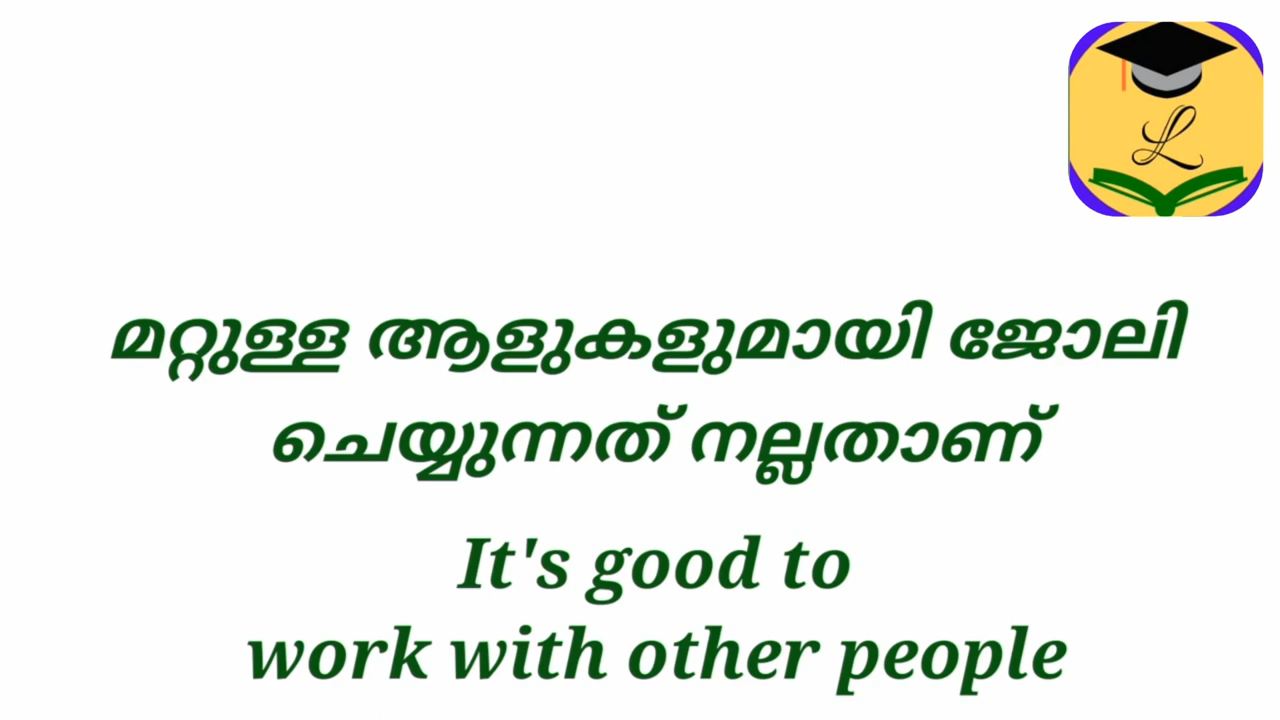 L
മറ്റുള്ള ആളുകളുമായി ജോലി
ചെയ്യുന്നത് നല്ലതാണ്
It's good to
work with other people